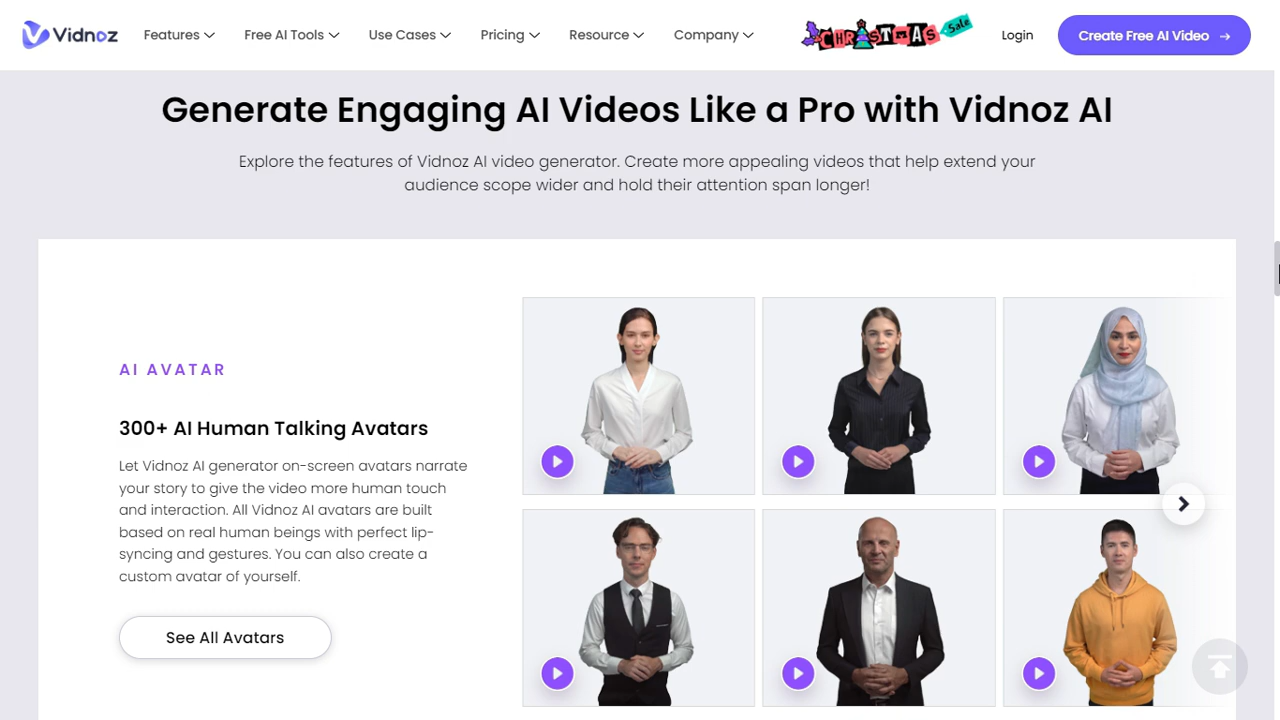 Vidnoz
Features
Free AI Tools
Use Cases
Pricing
Resource
Company
CHRISTMAS Sale
Login
Create Free AI Video
Generate Engaging AI Videos Like a Pro with Vidnoz AI
Explore the features of Vidnoz AI video generator. Create more appealing videos that help extend your
audience scope wider and hold their attention span longer!
AI AVATAR
300+ AI Human Talking Avatars
Let Vidnoz AI generator on-screen avatars narrate
your story to give the video more human touch
and interaction. All Vidnoz AI avatars are built
based on real human beings with perfect lip-
syncing and gestures. You can also create a
custom avatar of yourself.
See All Avatars